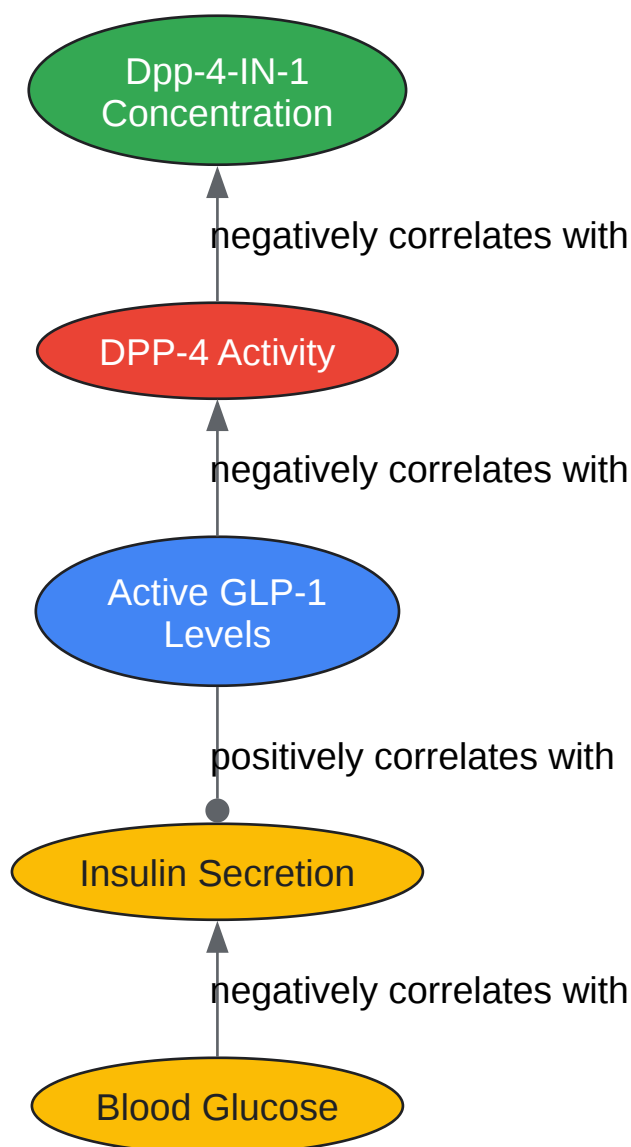 Dpp-4-IN-1
Concentration
negatively correlates with
DPP-4 Activity
negatively correlates with
Active GLP-1
Levels
positively correlates with
Insulin Secretion
negatively correlates with
Blood Glucose